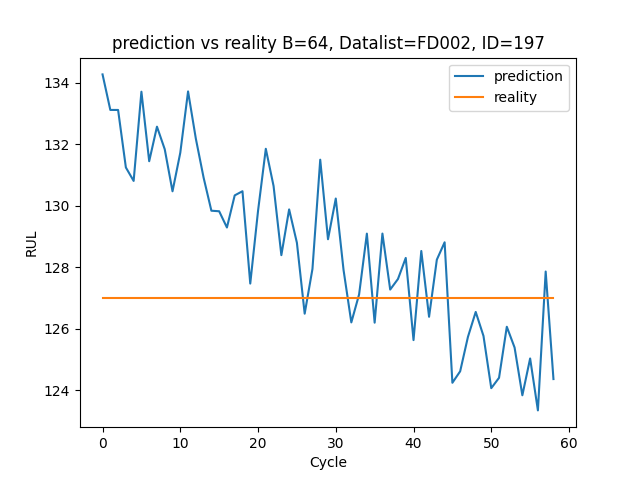 prediction vs reality B=64, Datalist=FD002, ID=197
prediction
reality
RUL
134
132
130
128
126
124
0 10 20 30 40 50 60
Cycle